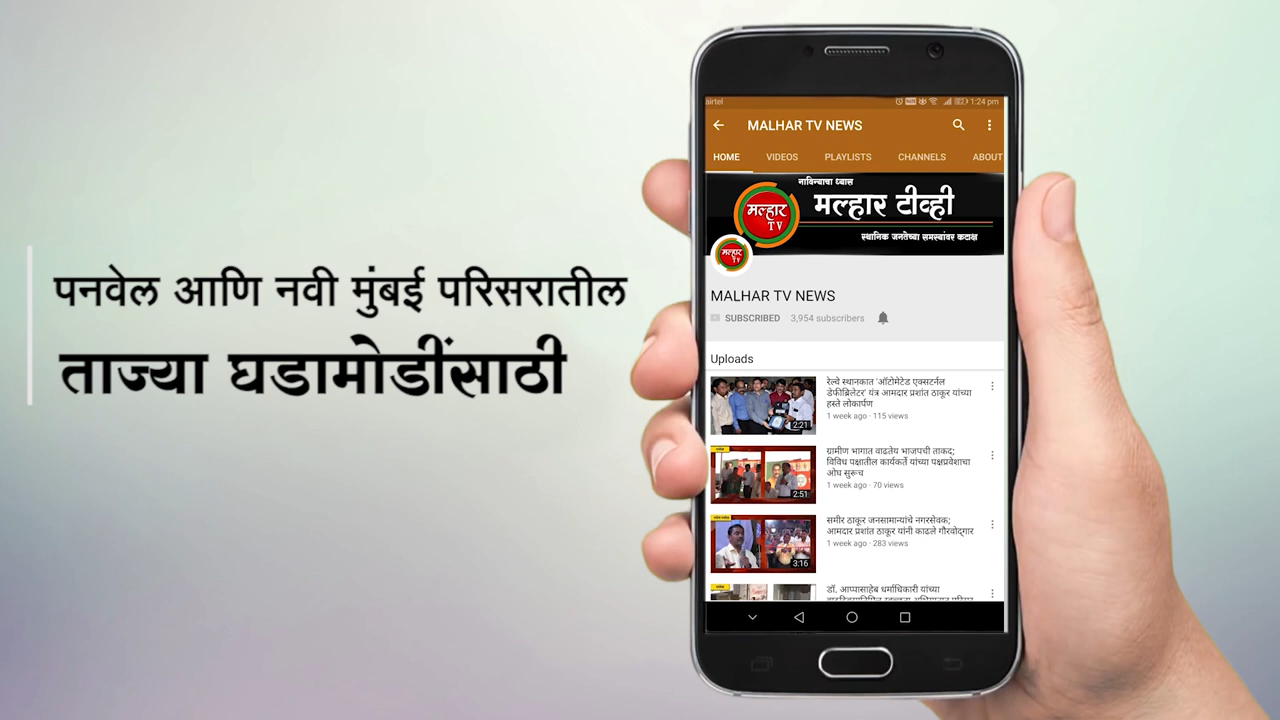 पनवेल आणि नवी मुंबई परिसरातील
ताज्या घडामोडींसाठी
airtel
1:24 pm
MALHAR TV NEWS
HOME VIDEOS PLAYLISTS CHANNELS ABOUT
नाविन्याचा ध्यास
मल्हार टीव्ही
मल्हार
TV
स्थानिक जनतेच्या समस्यांवर कटाक्ष
मल्हार
TV
MALHAR TV NEWS
SUBSCRIBED 3,954 subscribers
Uploads
रेल्वे स्थानकात 'ऑटोमेटेड एक्सटर्नल
डेफीब्रिलेटर' यंत्र आमदार प्रशांत ठाकूर यांच्या
हस्ते लोकार्पण
1 week ago · 115 views
2:21
ग्रामीण भागात वाढतेय भाजपची ताकद;
विविध पक्षातील कार्यकर्ते यांच्या पक्षप्रवेशाचा
ओघ सुरूच
1 week ago · 70 views
2:51
समीर ठाकूर जनसामान्यांचे नगरसेवक;
आमदार प्रशांत ठाकूर यांनी काढले गौरवोद्गार
1 week ago · 283 views
3:16
डॉ. आप्पासाहेब धर्माधिकारी यांच्या